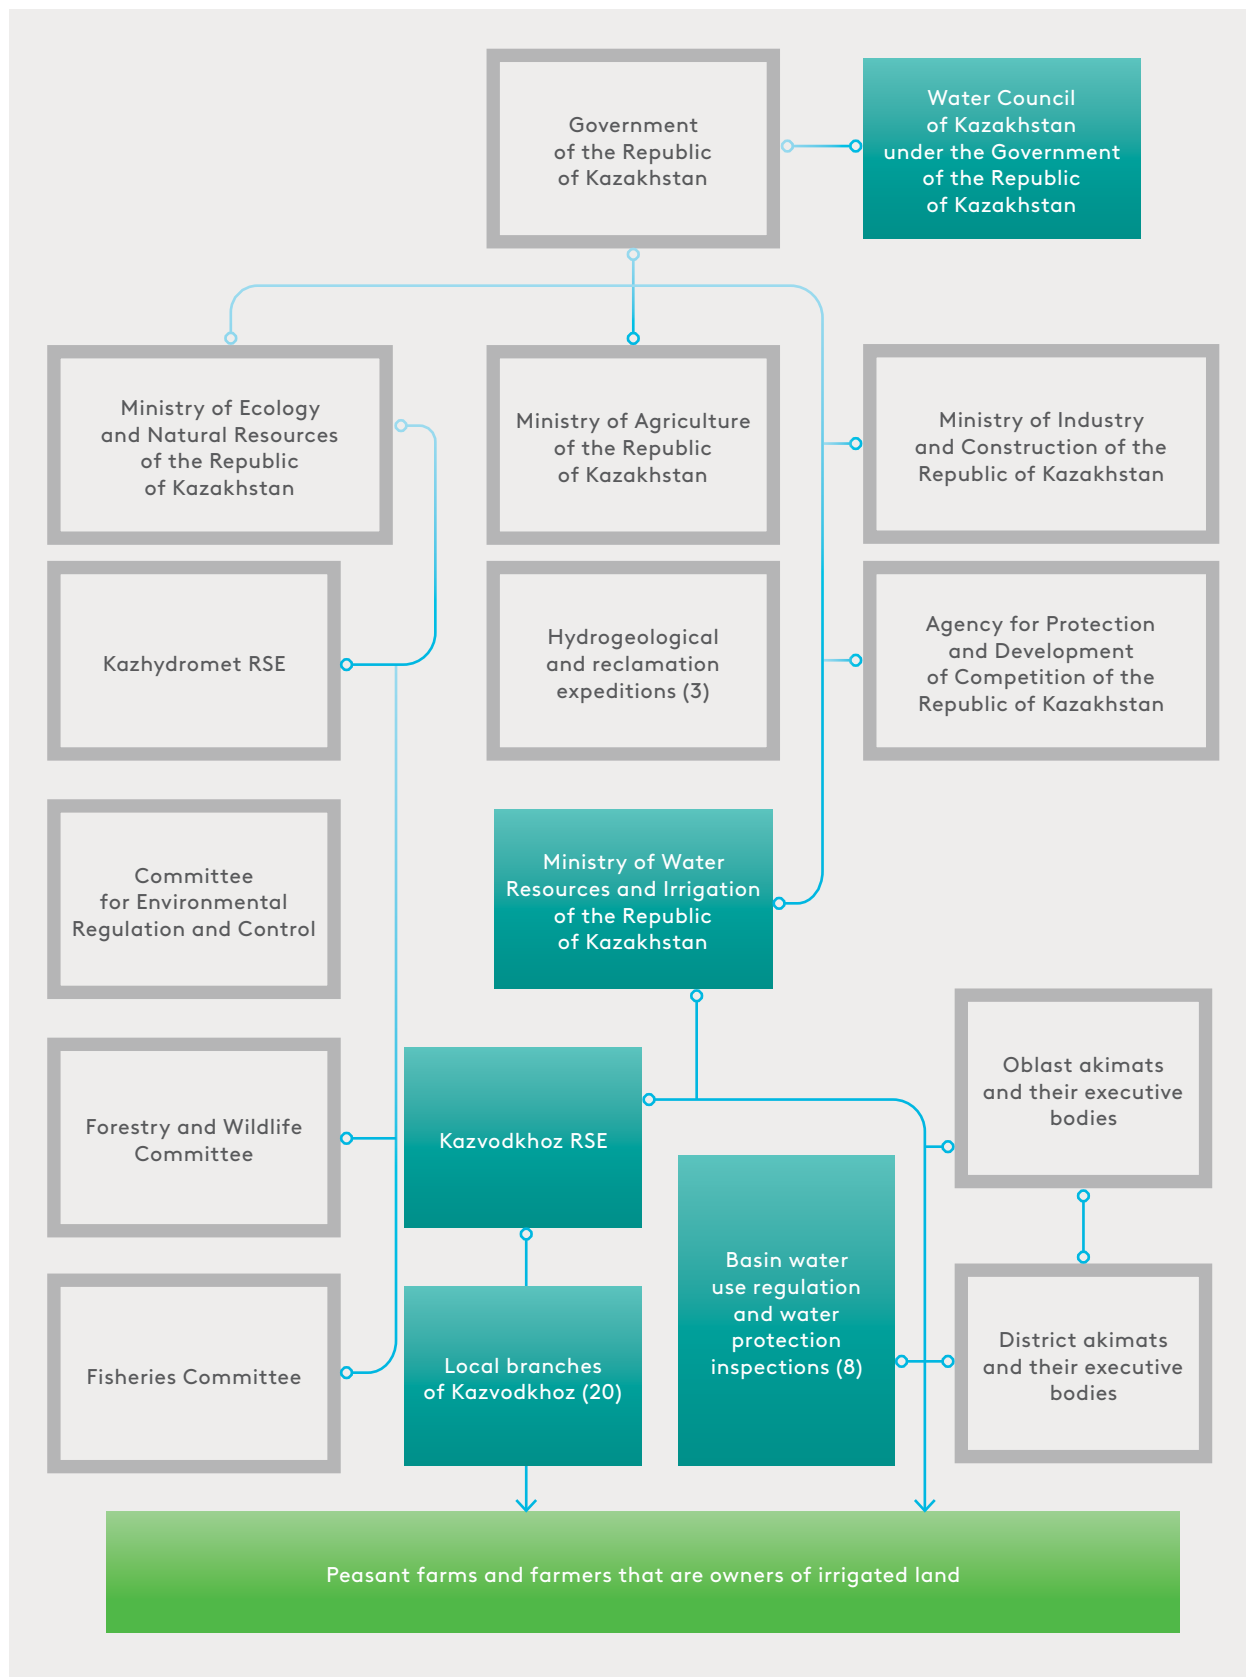 Government
of the Republic
of Kazakhstan
Water Council
of Kazakhstan
under the Government
of the Republic
of Kazakhstan
Ministry of Ecology
and Natural Resources
of the Republic
of Kazakhstan
Ministry of Agriculture
of the Republic
of Kazakhstan
Ministry of Industry
and Construction of the
Republic of Kazakhstan
Kazhydromet RSE
Hydrogeological
and reclamation
expeditions (3)
Agency for Protection
and Development
of Competition of the
Republic of Kazakhstan
Committee
for Environmental
Regulation and Control
Ministry of Water
Resources and Irrigation
of the Republic
of Kazakhstan
Forestry and Wildlife
Committee
Kazvodkhoz RSE
Oblast akimats
and their executive
bodies
Fisheries Committee
Local branches
of Kazvodkhoz (20)
Basin water
use regulation
and water
protection
inspections (8)
District akimats
and their executive
bodies
Peasant farms and farmers that are owners of irrigated land